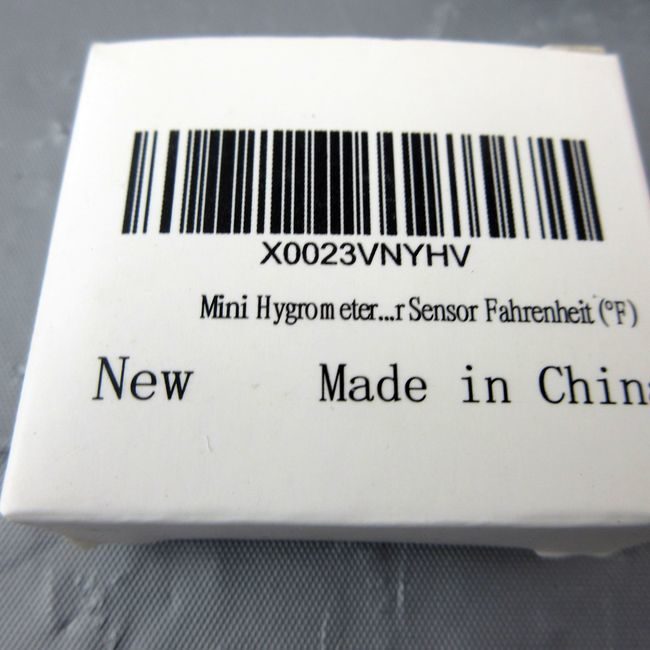 X0023VNYHV
Mini Hygrometer...r Sensor Fahrenheit (°F)
New Made in China